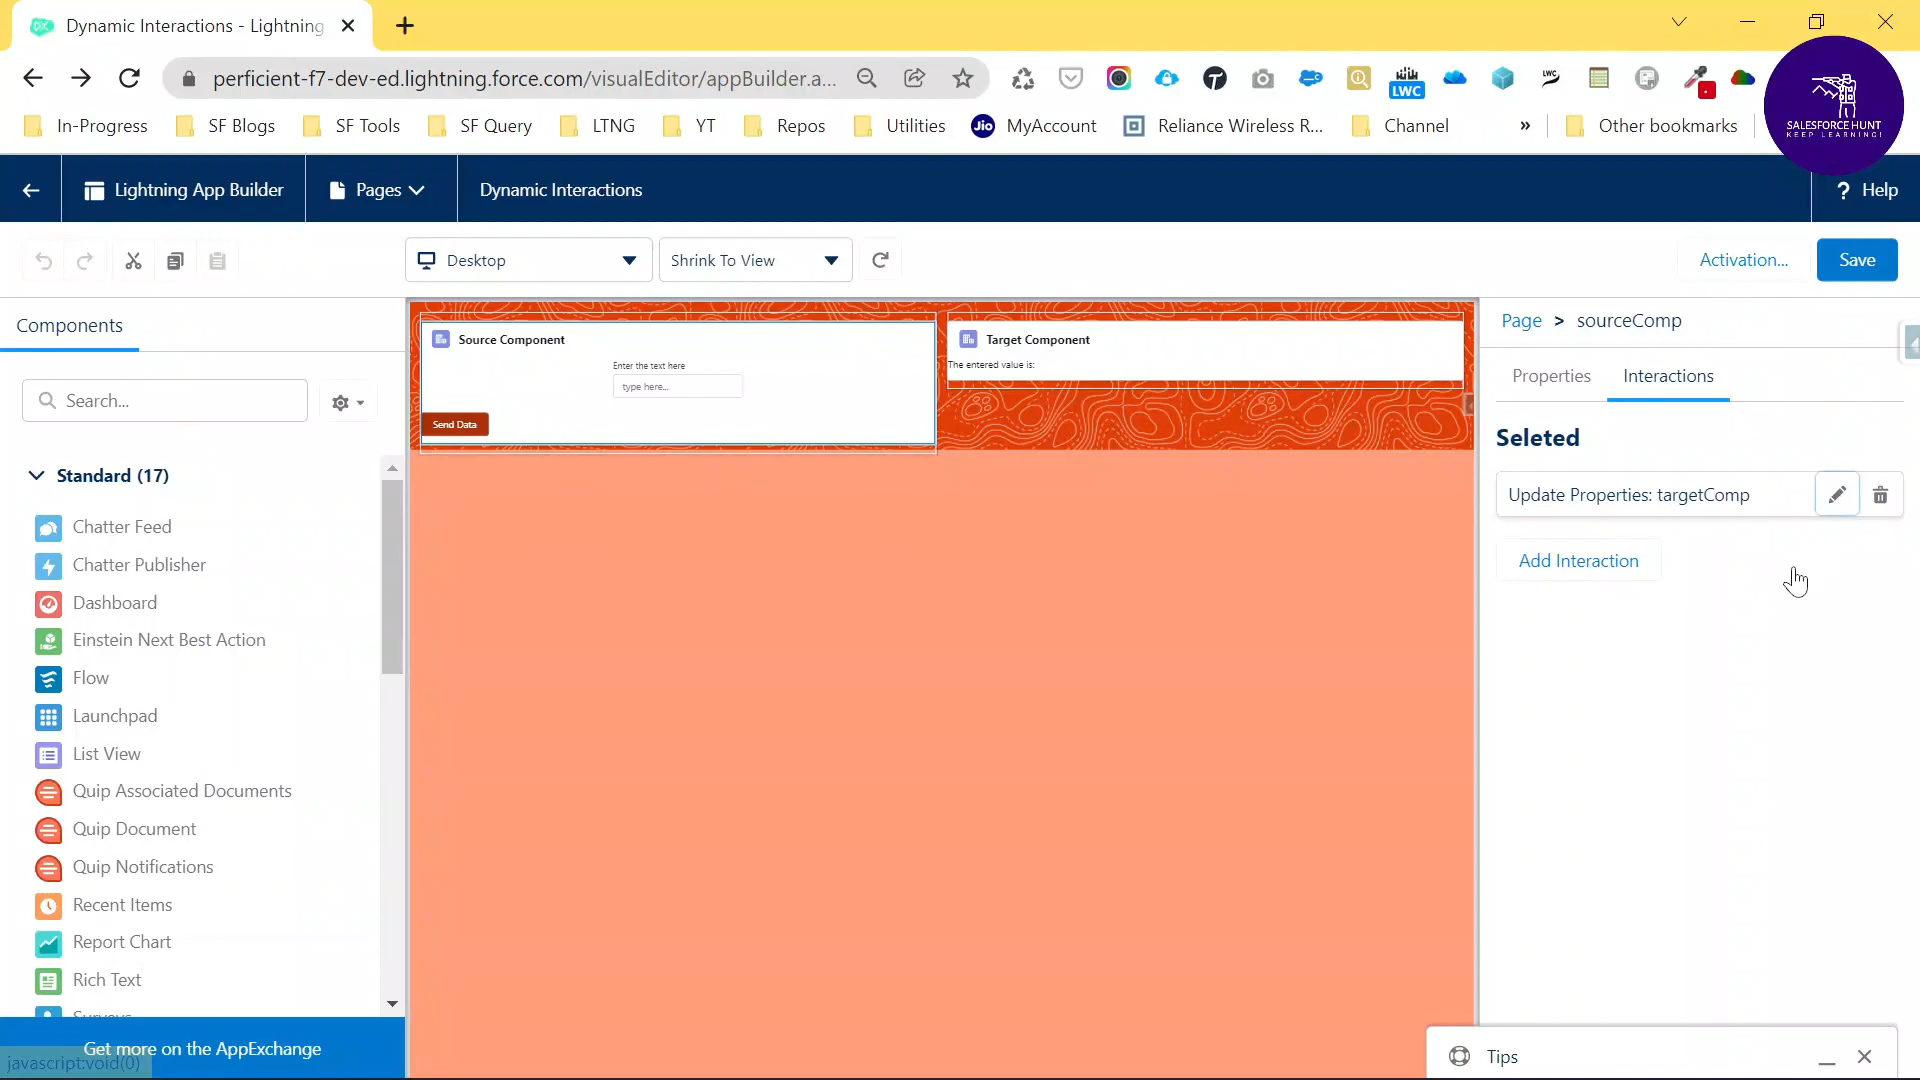 Dynamic Interactions - Lightning
perficient-f7-dev-ed.lightning.force.com/visualEditor/appBuilder.a...
LWC
LWC
SALESFORCE HUNT
KEEP LEARNING!
In-Progress
SF Blogs
SF Tools
SF Query
LTNG
YT
Repos
Utilities
Jio
MyAccount
Reliance Wireless R...
Channel
»
Other bookmarks
Lightning App Builder
Pages
Dynamic Interactions
? Help
Desktop
Shrink To View
Activation...
Save
Components
Search...
Standard (17)
Chatter Feed
Chatter Publisher
Dashboard
Einstein Next Best Action
Flow
Launchpad
List View
Quip Associated Documents
Quip Document
Quip Notifications
Recent Items
Report Chart
Rich Text
Surveys
Get more on the AppExchange
javascript:void(0)
Source Component
Enter the text here
type here...
Send Data
Target Component
The entered value is:
Page > sourceComp
Properties
Interactions
Seleted
Update Properties: targetComp
Add Interaction
Tips